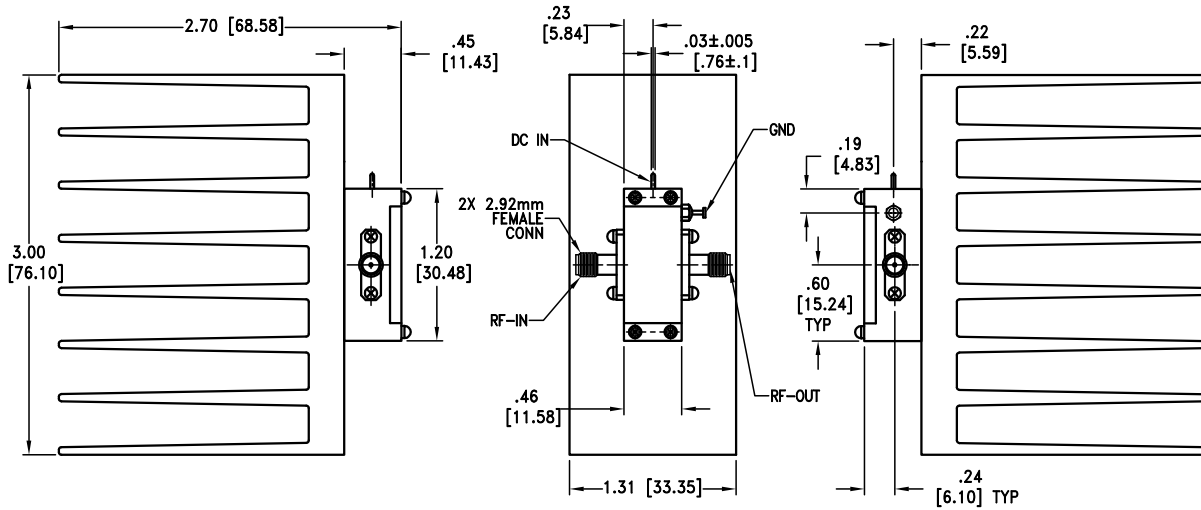 2.70 [68.58]
.45
[11.43]
3.00
[76.10]
1.20
[30.48]
.23
[5.84]
.03±.005
[.76±.1]
DC IN
GND
2X 2.92mm
FEMALE
CONN
RF-IN
.46
[11.58]
RF-OUT
1.31 [33.35]
.22
[5.59]
.19
[4.83]
.60
[15.24]
TYP
.24
[6.10] TYP